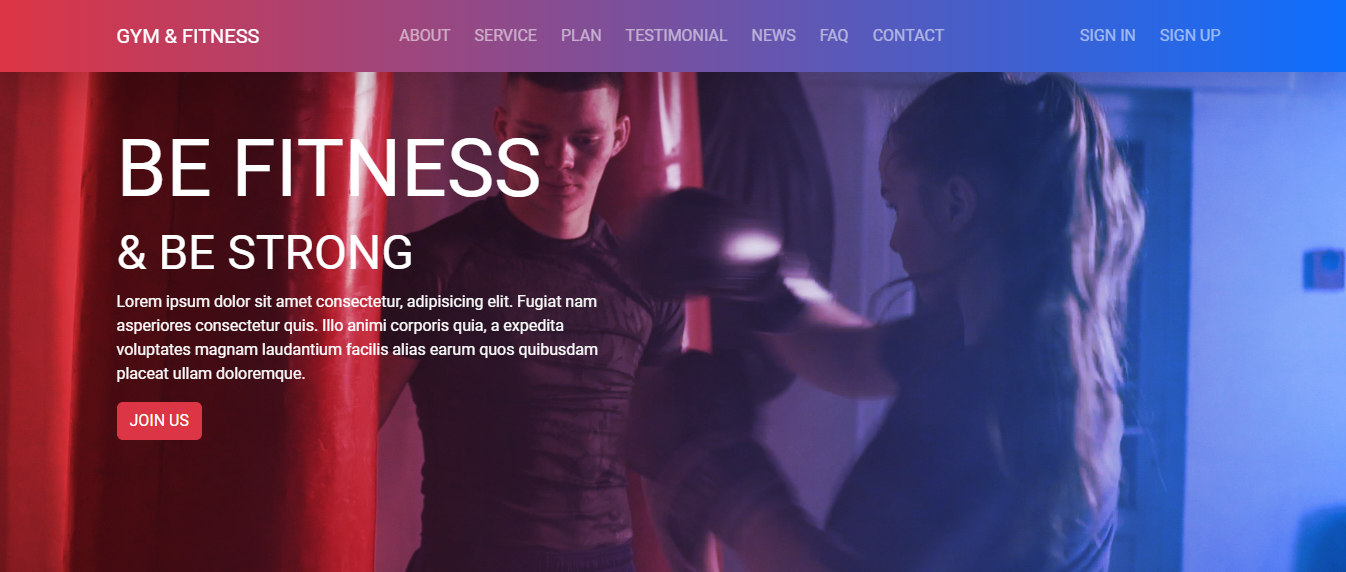 GYM & FITNESS
ABOUT SERVICE PLAN TESTIMONIAL NEWS FAQ CONTACT
SIGN IN SIGN UP
BE FITNESS
& BE STRONG
Lorem ipsum dolor sit amet consectetur, adipisicing elit. Fugiat nam
asperiores consectetur quis. Illo animi corporis quia, a expedita
voluptates magnam laudantium facilis alias earum quos quibusdam
placeat ullam doloremque.
JOIN US